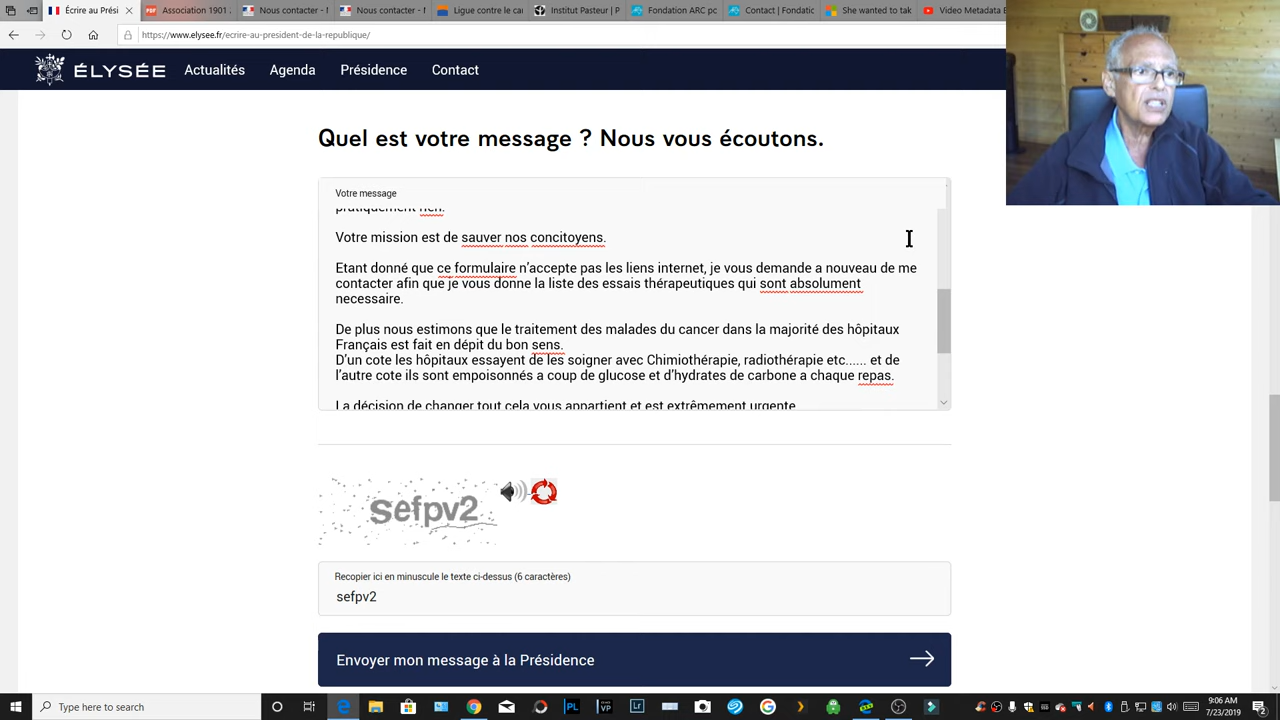 Écrire au Prési
Association 1901
Nous contacter -
Nous contacter -
Ligue contre le ca
Institut Pasteur | P
Fondation ARC po
Contact | Fondatic
She wanted to tak
Video Metadata E
https://www.elysee.fr/ecrire-au-president-de-la-republique/
ÉLYSÉE
Actualités
Agenda
Présidence
Contact
Quel est votre message ? Nous vous écoutons.
Votre message
pratiquement rien.
Votre mission est de sauver nos concitoyens.
Etant donné que ce formulaire n'accepte pas les liens internet, je vous demande a nouveau de me
contacter afin que je vous donne la liste des essais thérapeutiques qui sont absolument
necessaire.
De plus nous estimons que le traitement des malades du cancer dans la majorité des hôpitaux
Français est fait en dépit du bon sens.
D'un cote les hôpitaux essayent de les soigner avec Chimiothérapie, radiothérapie etc...... et de
l'autre cote ils sont empoisonnés a coup de glucose et d'hydrates de carbone a chaque repas.
La décision de changer tout cela vous appartient et est extrêmement urgente
sefpv2
Recopier ici en minuscule le texte ci-dessus (6 caractères)
sefpv2
Envoyer mon message à la Présidence
Type here to search
9:06 AM
7/23/2019